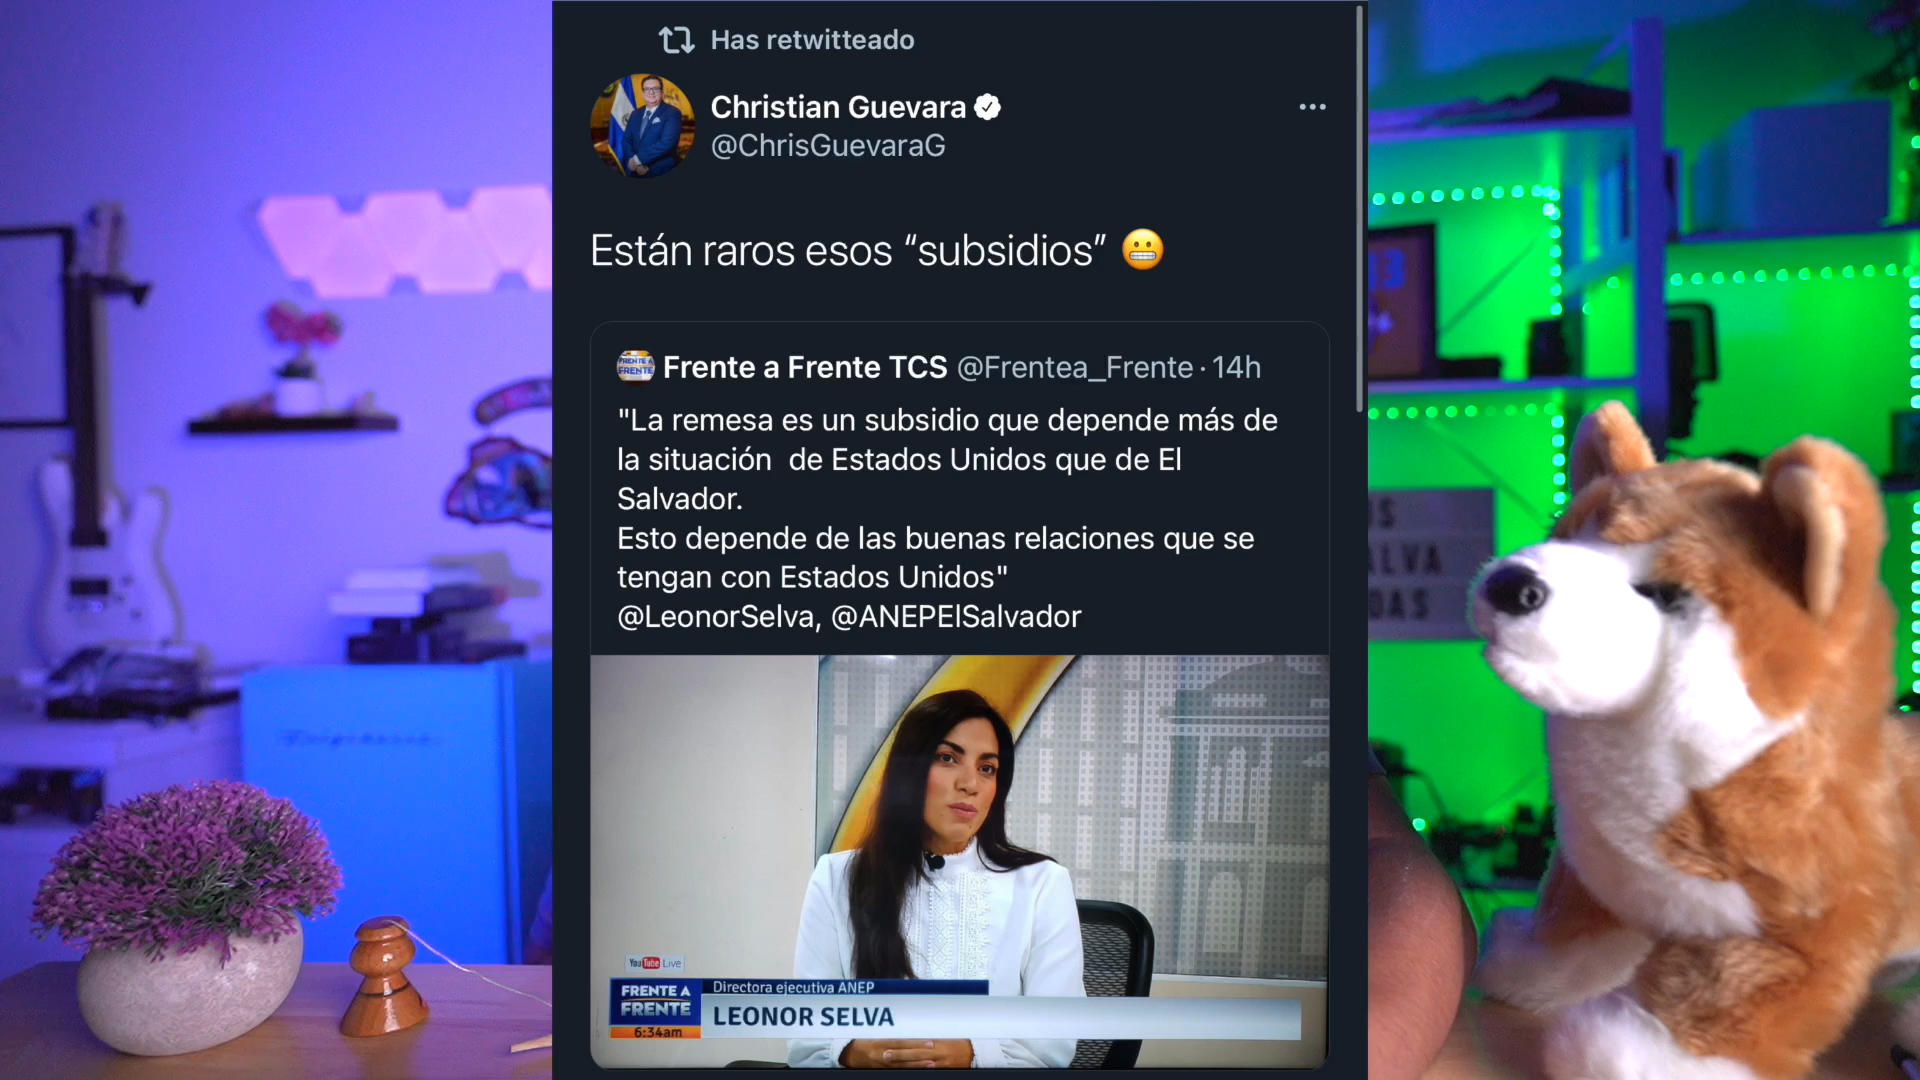 Has retwitteado
Christian Guevara
@ChrisGuevaraG
Están raros esos “subsidios” 😬
Frente a Frente TCS @Frentea_Frente · 14h
"La remesa es un subsidio que depende más de
la situación  de Estados Unidos que de El
Salvador.
Esto depende de las buenas relaciones que se
tengan con Estados Unidos"
@LeonorSelva, @ANEPElSalvador
YouTube Live
FRENTE A
FRENTE
6:34am
Directora ejecutiva ANEP
LEONOR SELVA